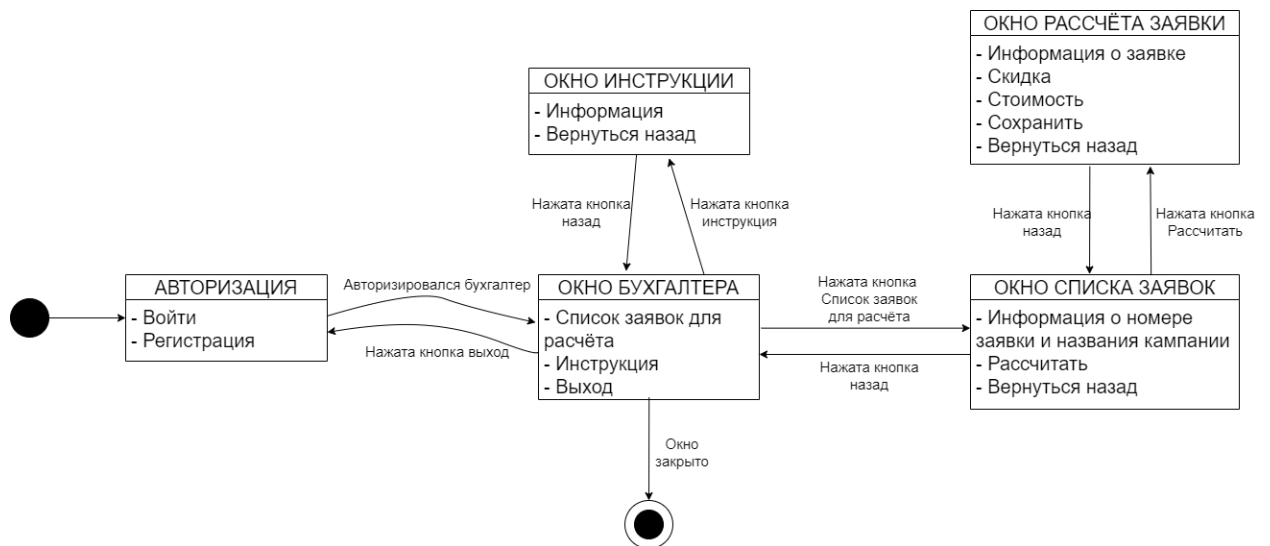 ОКНО РАССЧЁТА ЗАЯВКИ
- Информация о заявке
- Скидка
- Стоимость
- Сохранить
- Вернуться назад
ОКНО ИНСТРУКЦИИ
- Информация
- Вернуться назад
Нажата кнопка
назад
Нажата кнопка
инструкция
Нажата кнопка
назад
Нажата кнопка
Рассчитать
АВТОРИЗАЦИЯ
- Войти
- Регистрация
Авторизировался бухгалтер
Нажата кнопка выход
ОКНО БУХГАЛТЕРА
- Список заявок для
расчёта
- Инструкция
- Выход
Нажата кнопка
Список заявок
для расчёта
Нажата кнопка
назад
ОКНО СПИСКА ЗАЯВОК
- Информация о номере
заявки и названия кампании
- Рассчитать
- Вернуться назад
Окно
закрыто